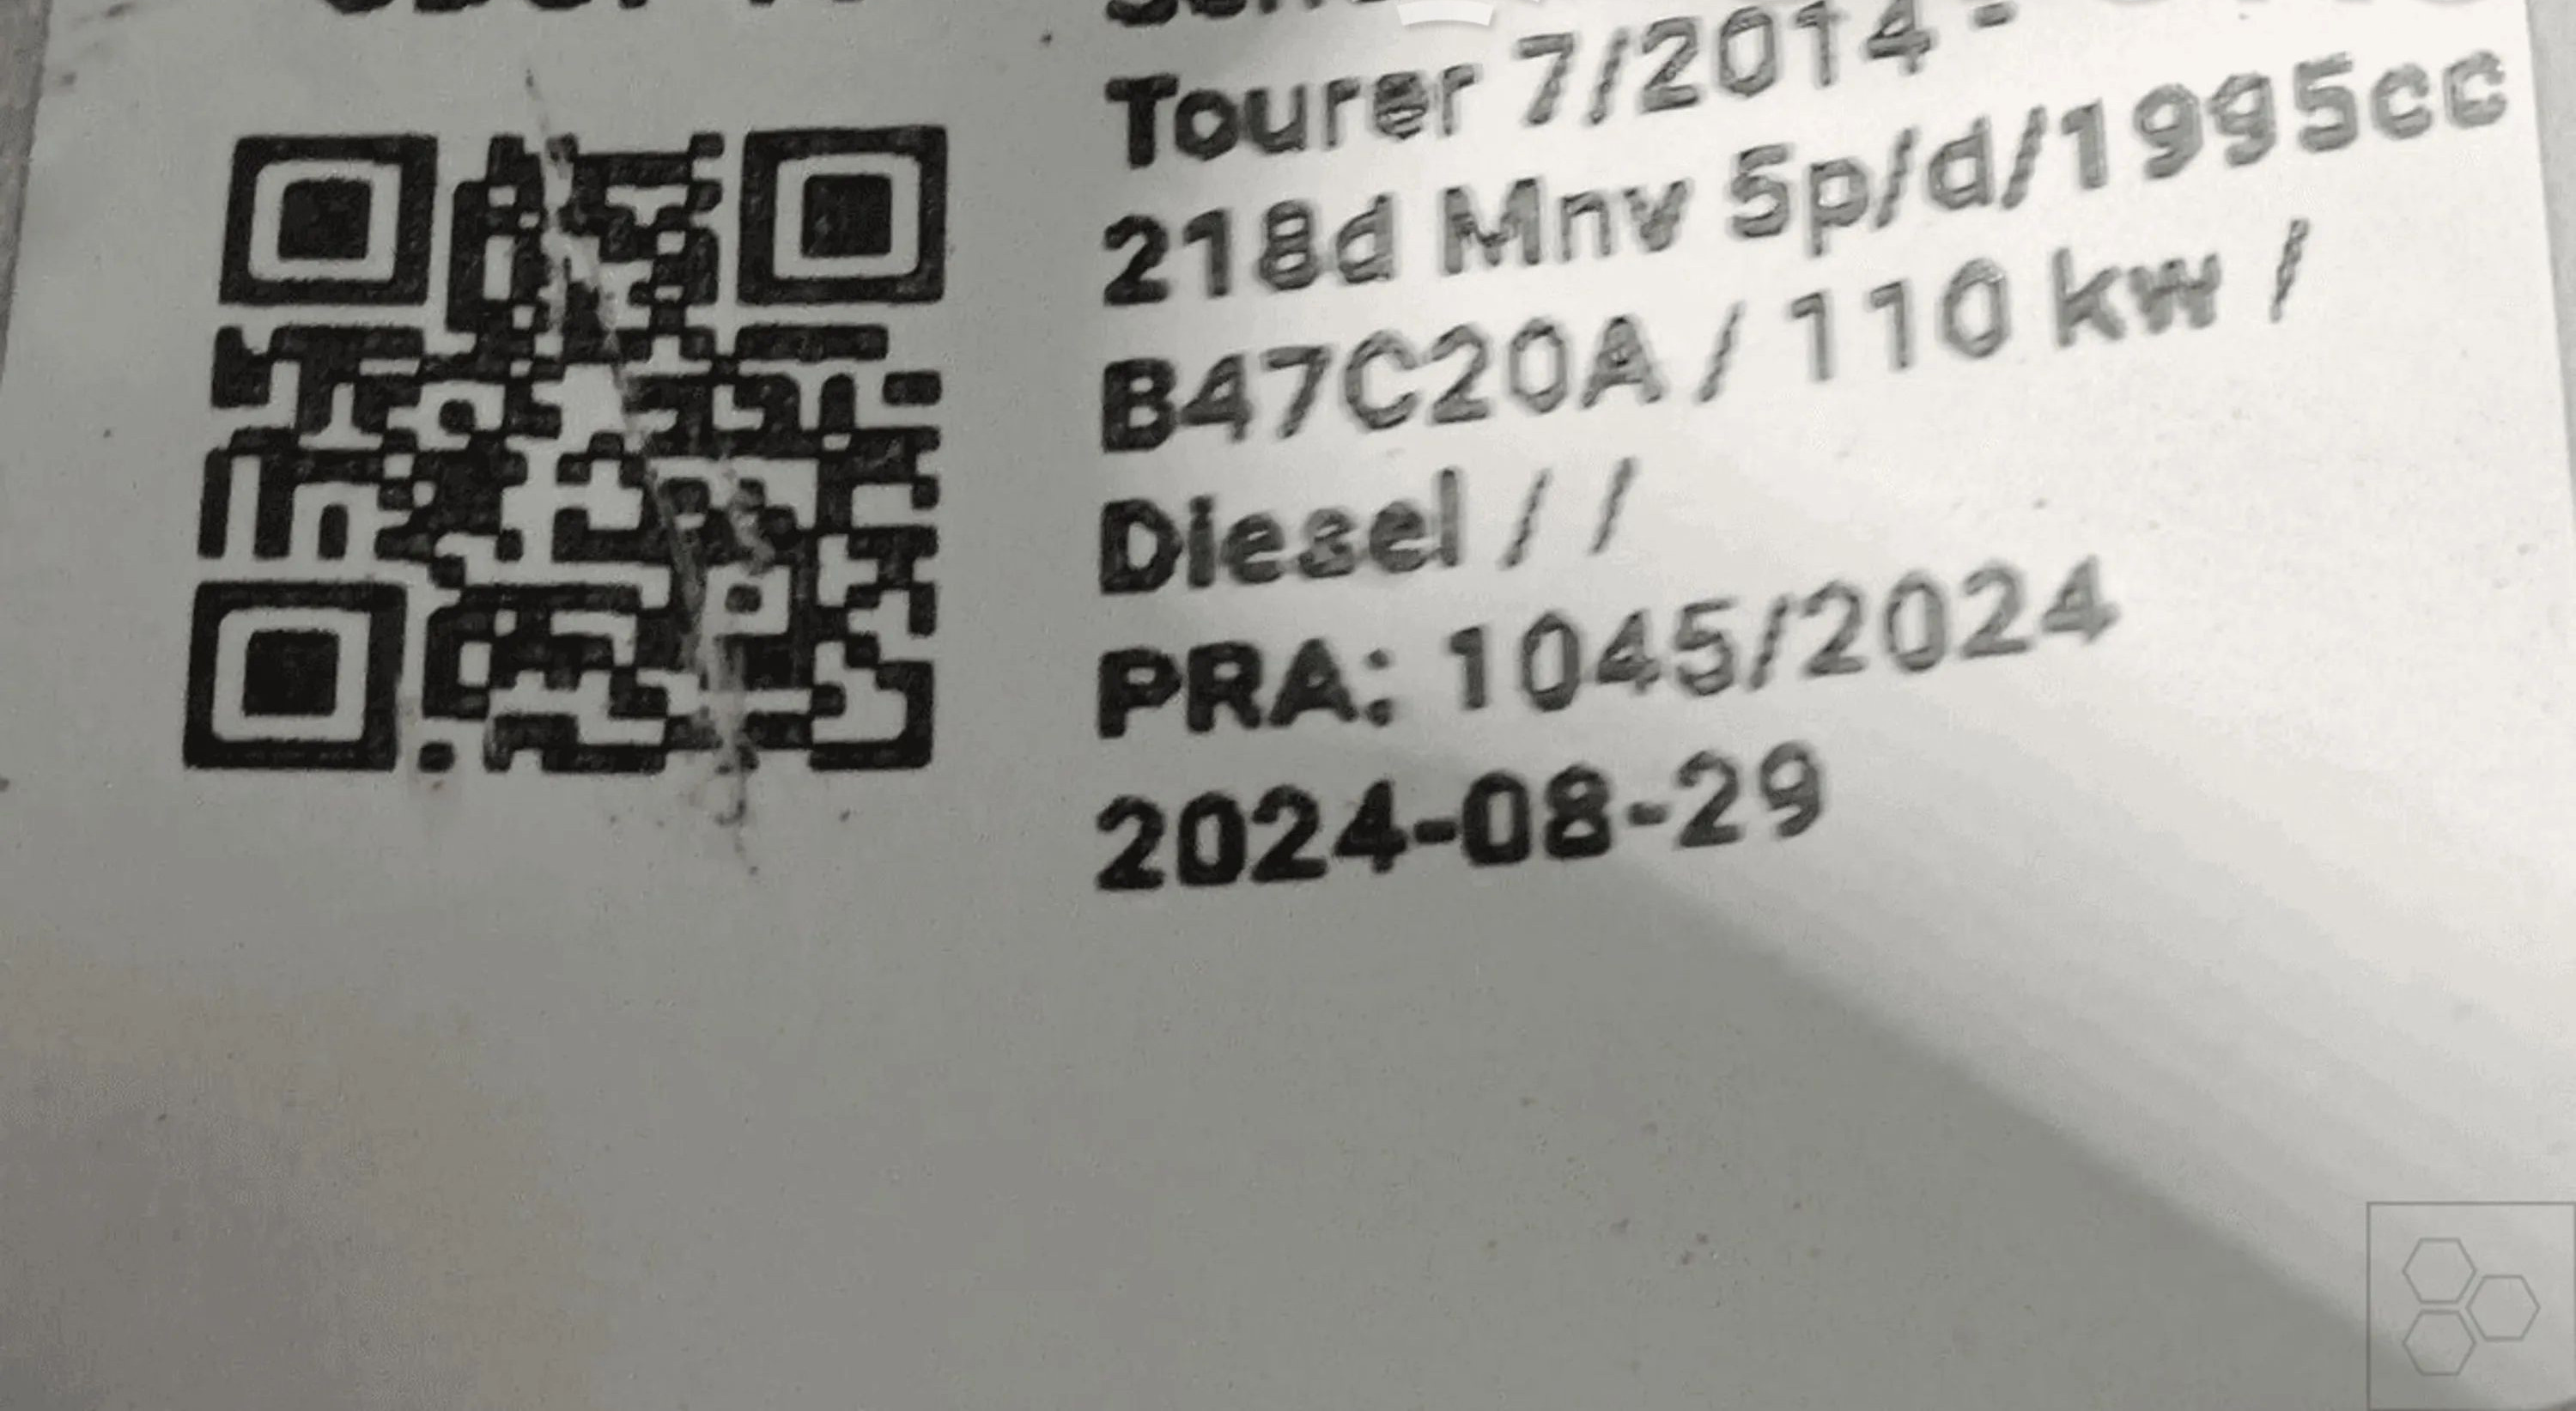 Tourer 7/2014 -
218d Mnv 5p/d/1995cc
B47C20A / 110 kw /
Diesel / /
PRA: 1045/2024
2024-08-29